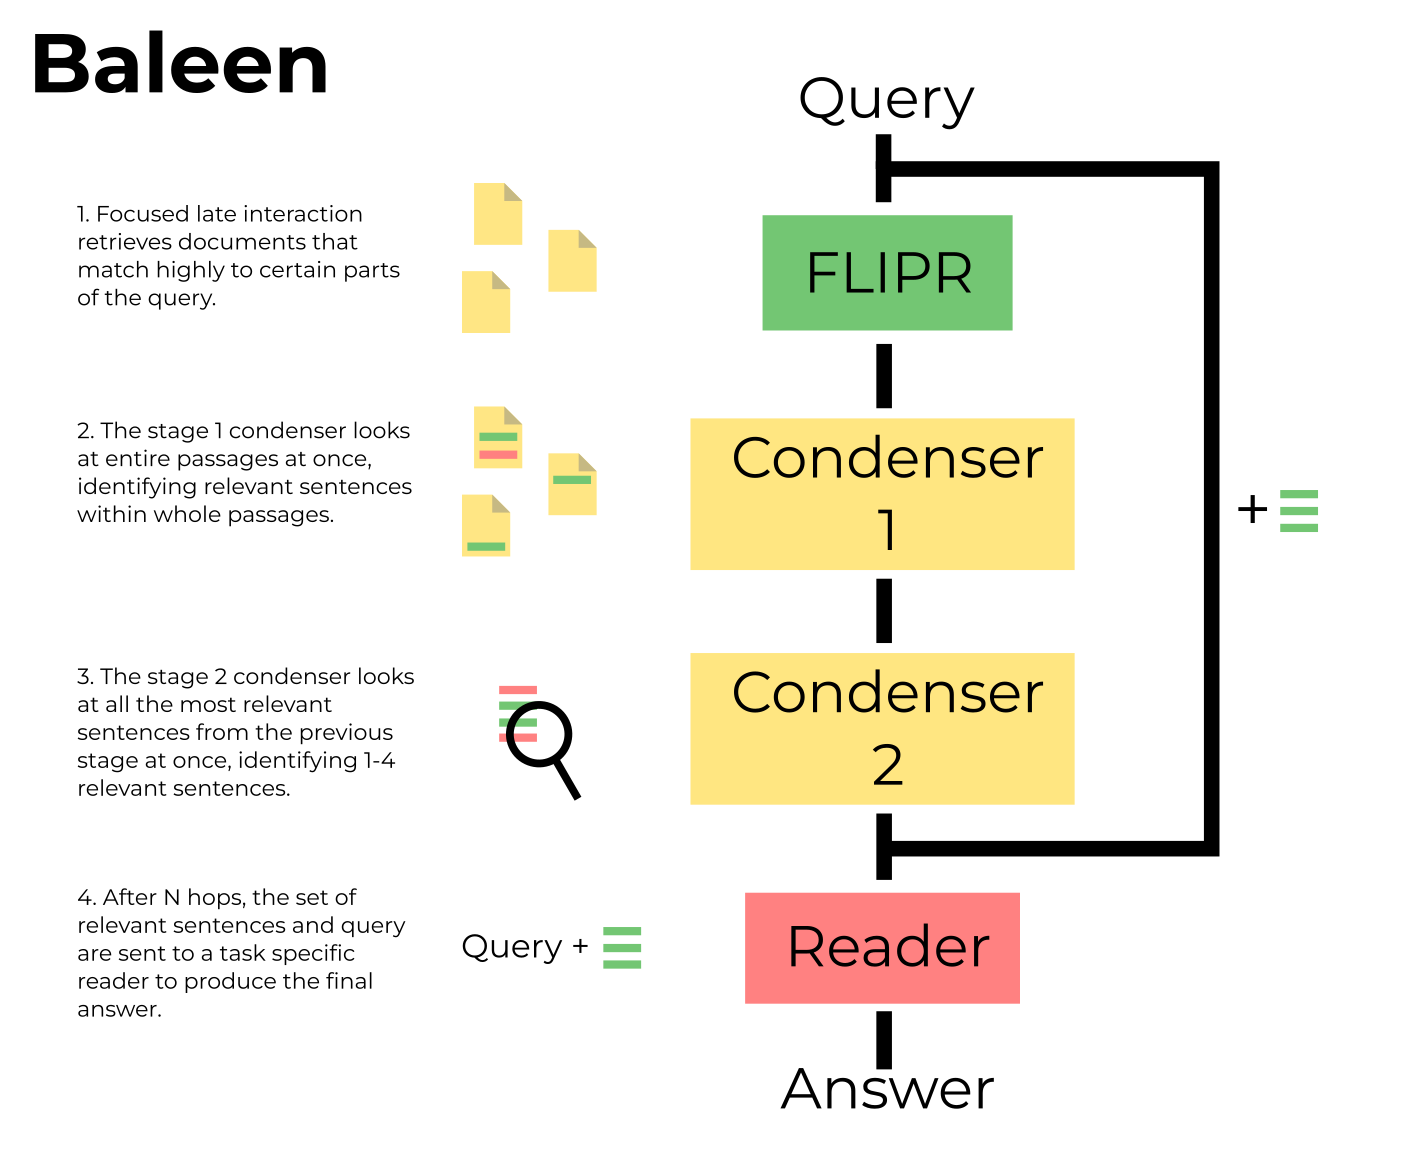 Baleen
Query
1. Focused late interaction
retrieves documents that
match highly to certain parts
of the query.
FLIPR
2. The stage 1 condenser looks
at entire passages at once,
identifying relevant sentences
within whole passages.
Condenser
1
+
3. The stage 2 condenser looks
at all the most relevant
sentences from the previous
stage at once, identifying 1-4
relevant sentences.
Condenser
2
4. After N hops, the set of
relevant sentences and query
are sent to a task specific
reader to produce the final
answer.
Query +
Reader
Answer